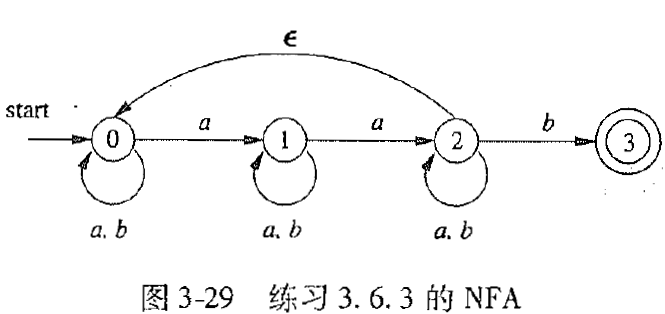 ϵ
start
0 a 1 a 2 b 3
a, b a, b a, b
图 3-29 练习 3.6.3 的 NFA